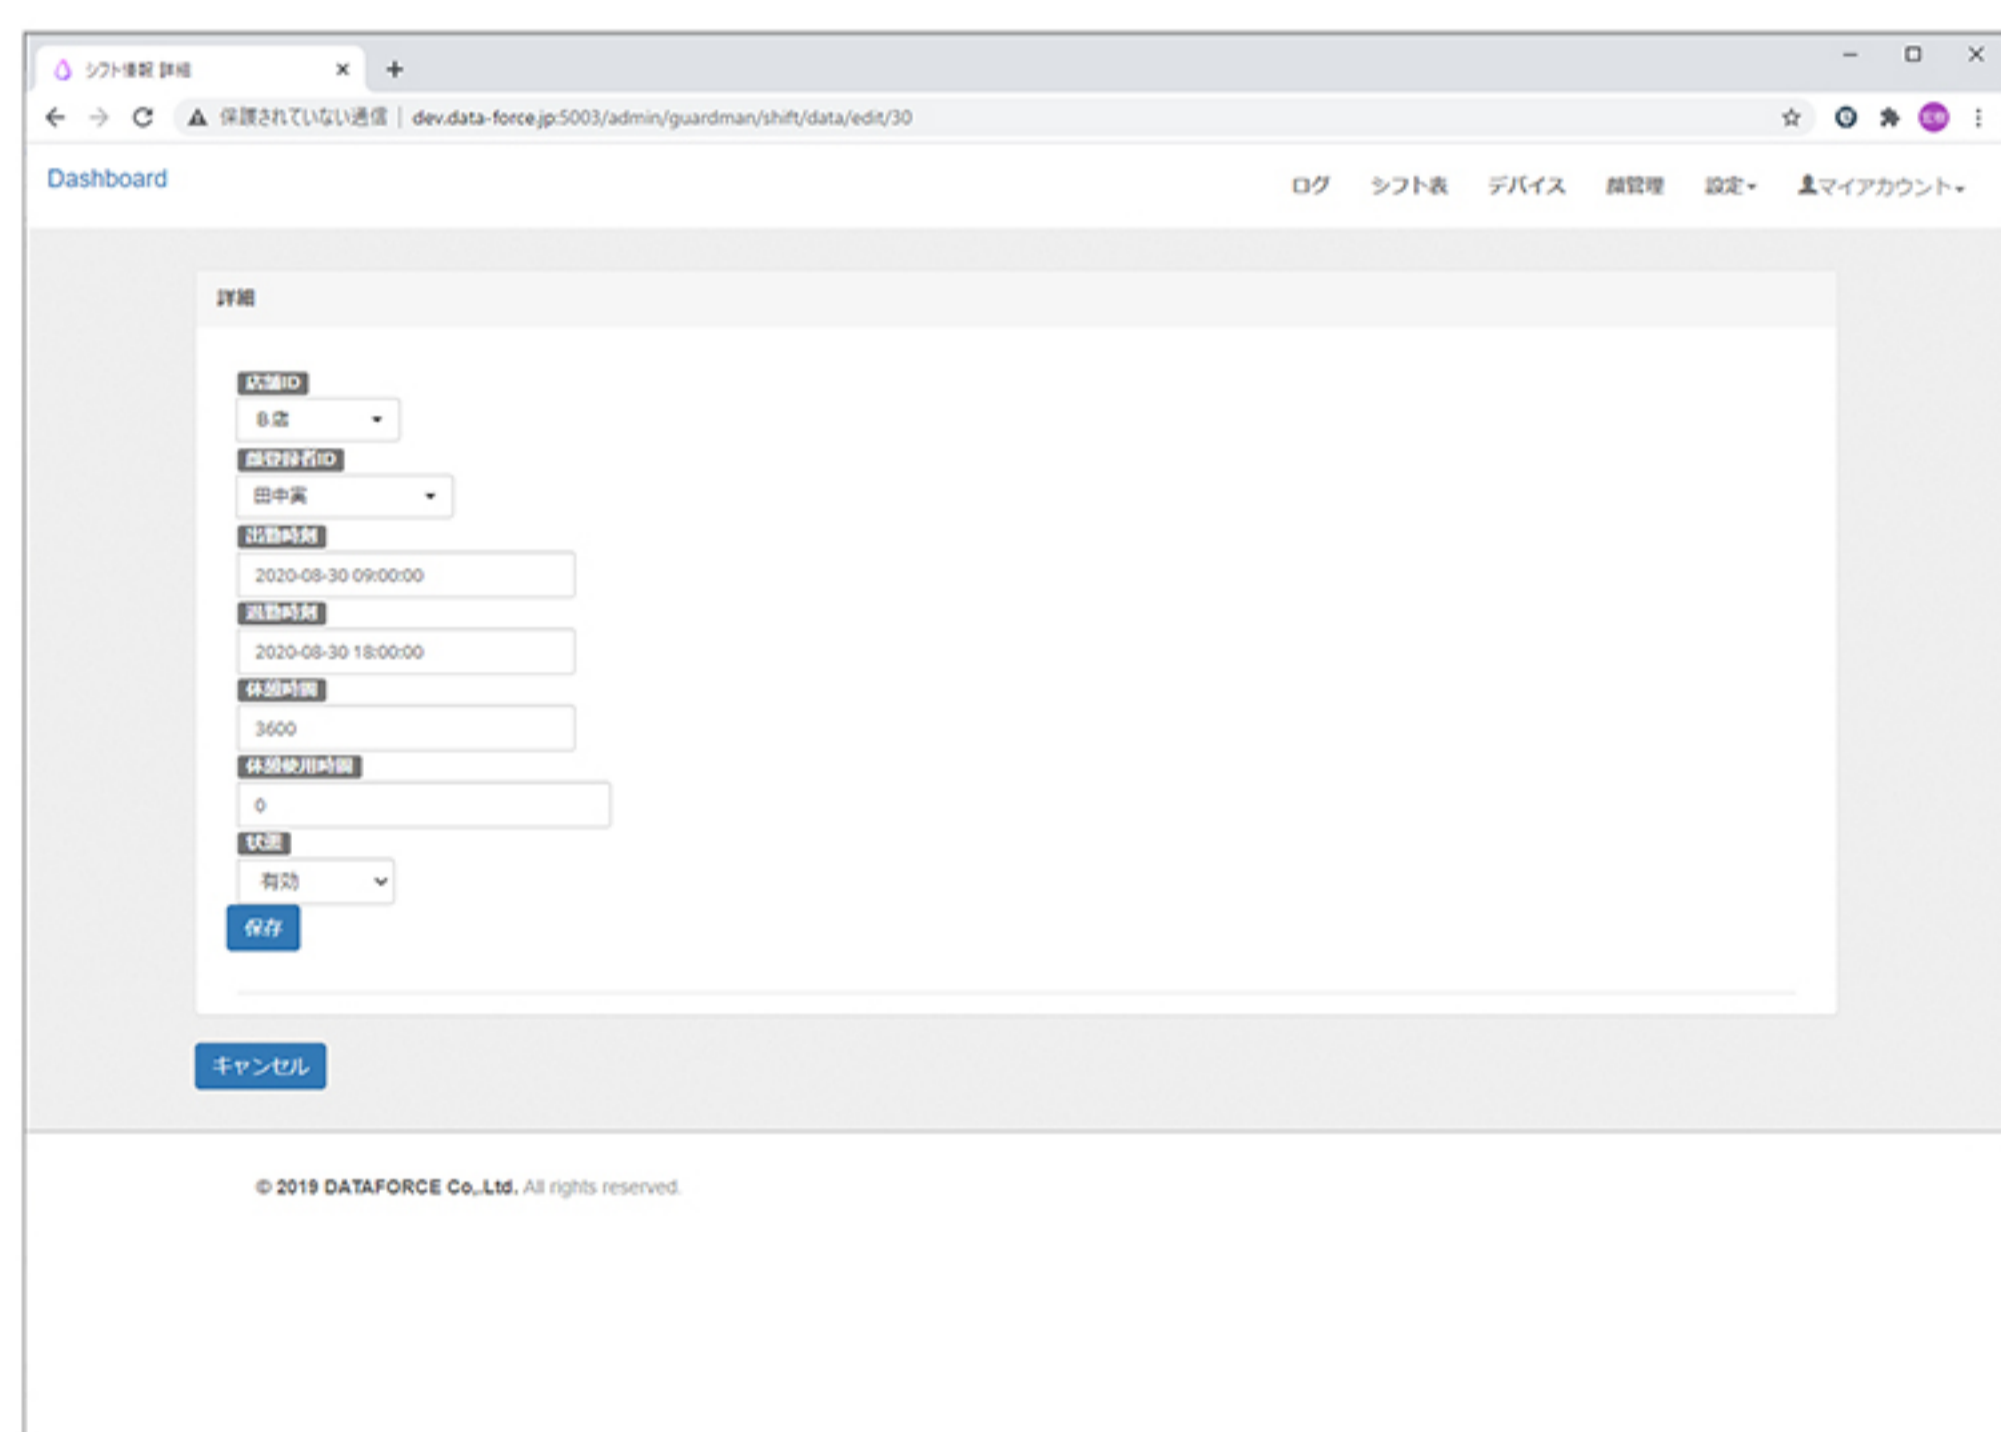 シフト情報 詳細
保護されていない通信 | dev.data-force.jp:5003/admin/guardman/shift/data/edit/30
Dashboard
ログ シフト表 デバイス 顔管理 設定 マイアカウント
詳細
店舗ID
B店
顔登録者ID
田中実
出勤時刻
2020-08-30 09:00:00
退勤時刻
2020-08-30 18:00:00
休憩時間
3600
休憩使用時間
0
状態
有効
保存
キャンセル
© 2019 DATAFORCE Co,.Ltd. All rights reserved.